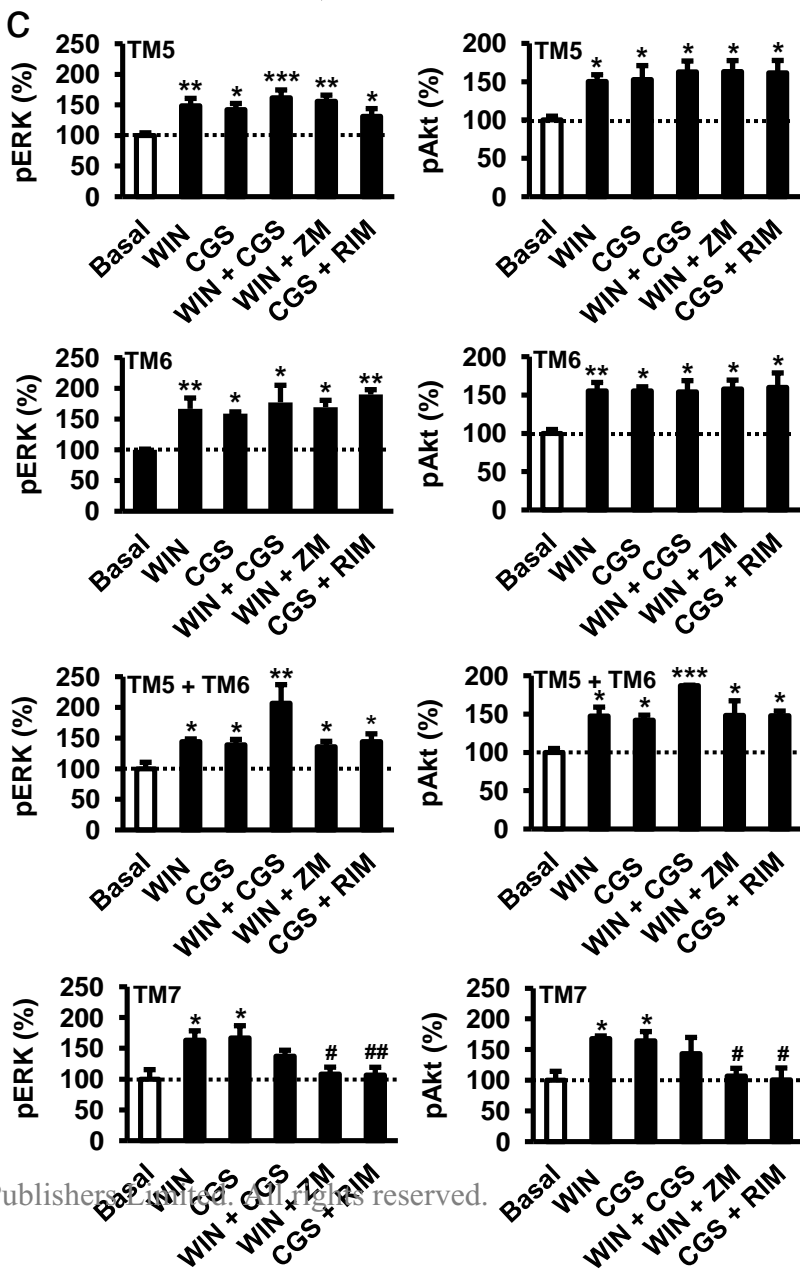 C
TM5
pERK (%)
250
200
150
100
50
0
** * *** ** *
Basal
WIN
CGS
WIN + CGS
WIN + ZM
CGS + RIM
TM5
pAkt (%)
200
150
100
50
0
* * * * *
Basal
WIN
CGS
WIN + CGS
WIN + ZM
CGS + RIM
TM6
pERK (%)
250
200
150
100
50
0
** * * * **
Basal
WIN
CGS
WIN + CGS
WIN + ZM
CGS + RIM
TM6
pAkt (%)
200
150
100
50
0
** * * * *
Basal
WIN
CGS
WIN + CGS
WIN + ZM
CGS + RIM
TM5 + TM6
pERK (%)
250
200
150
100
50
0
* * ** * *
Basal
WIN
CGS
WIN + CGS
WIN + ZM
CGS + RIM
TM5 + TM6
pAkt (%)
200
150
100
50
0
* * *** * *
Basal
WIN
CGS
WIN + CGS
WIN + ZM
CGS + RIM
TM7
pERK (%)
250
200
150
100
50
0
* * # ##
Basal
WIN
CGS
WIN + CGS
WIN + ZM
CGS + RIM
TM7
pAkt (%)
250
200
150
100
50
0
* * # #
Basal
WIN
CGS
WIN + CGS
WIN + ZM
CGS + RIM
ublishers Limited. All rights reserved.